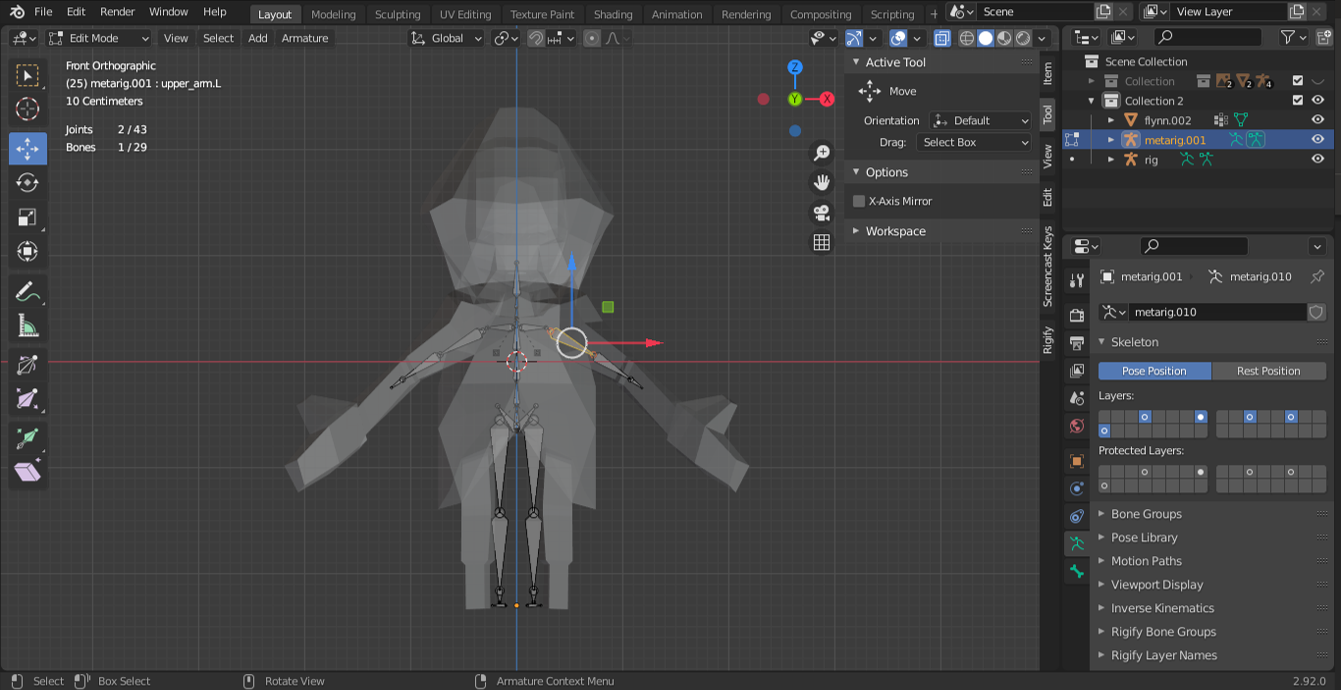 File Edit Render Window Help Layout Modeling Sculpting UV Editing Texture Paint Shading Animation Rendering Compositing Scripting + Scene View Layer
Edit Mode View Select Add Armature Global
Front Orthographic
(25) metarig.001 : upper_arm.L
10 Centimeters
Joints 2 / 43
Bones 1 / 29
Z
Y
X
Active Tool
Move
Orientation Default
Drag: Select Box
Options
X-Axis Mirror
Workspace
Item
Tool
View
Edit
Screencast Keys
Rigify
Scene Collection
Collection 2 2 4
Collection 2
flynn.002
metarig.001
rig
metarig.001 metarig.010
metarig.010
Skeleton
Pose Position Rest Position
Layers:
Protected Layers:
Bone Groups
Pose Library
Motion Paths
Viewport Display
Inverse Kinematics
Rigify Bone Groups
Rigify Layer Names
Select Box Select Rotate View Armature Context Menu 2.92.0